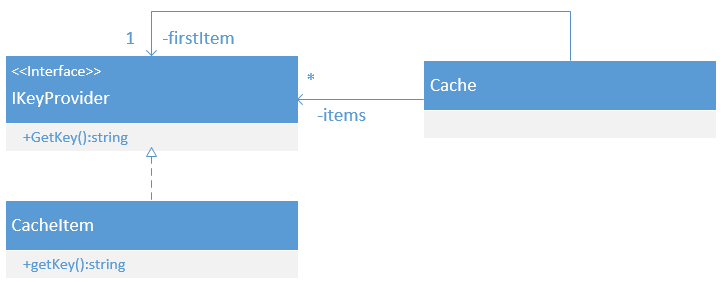 1
-firstItem
<<Interface>>
IKeyProvider
*
Cache
-items
+GetKey():string
CacheItem
+getKey():string